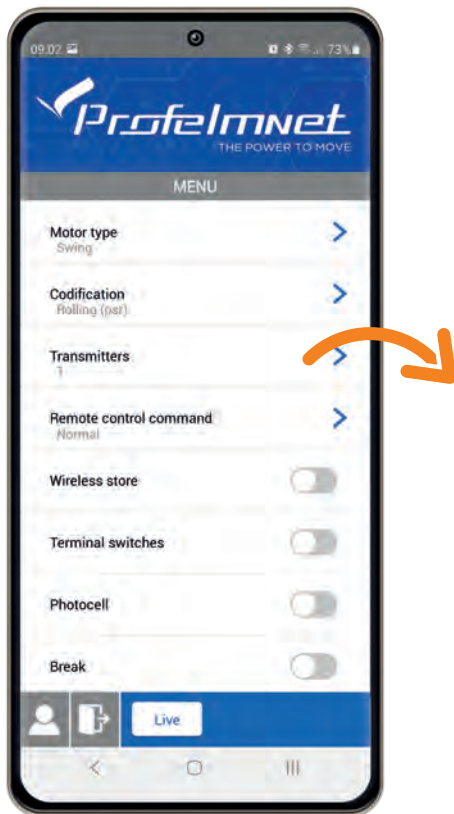 09:02 73%
Profelmnet
THE POWER TO MOVE
MENU
Motor type
Swing
Codification
Rolling (psr)
Transmitters
1
Remote control command
Normal
Wireless store
Terminal switches
Photocell
Break
Live